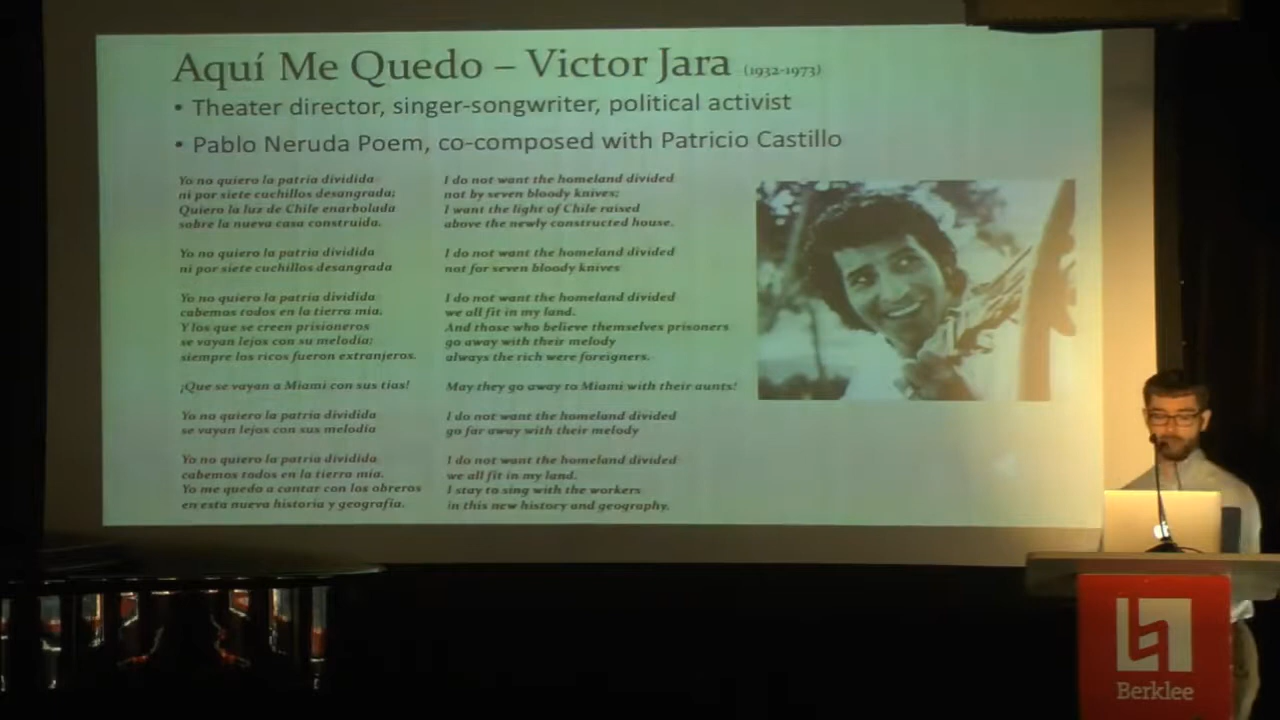 Aquí Me Quedo – Victor Jara (1932-1973)
• Theater director, singer-songwriter, political activist
• Pablo Neruda Poem, co-composed with Patricio Castillo
Yo no quiero la patria dividida
ni por siete cuchillos desangrada;
Quiero la luz de Chile enarbolada
sobre la nueva casa construida.
Yo no quiero la patria dividida
ni por siete cuchillos desangrada
Yo no quiero la patria dividida
cabemos todos en la tierra mía.
Y los que se creen prisioneros
se vayan lejos con su melodía;
siempre los ricos fueron extranjeros.
¡Que se vayan a Miami con sus tías!
Yo no quiero la patria dividida
se vayan lejos con sus melodía
Yo no quiero la patria dividida
cabemos todos en la tierra mía.
Yo me quedo a cantar con los obreros
en esta nueva historia y geografía.
I do not want the homeland divided
not by seven bloody knives;
I want the light of Chile raised
above the newly constructed house.
I do not want the homeland divided
not for seven bloody knives
I do not want the homeland divided
we all fit in my land.
And those who believe themselves prisoners
go away with their melody
always the rich were foreigners.
May they go away to Miami with their aunts!
I do not want the homeland divided
go far away with their melody
I do not want the homeland divided
we all fit in my land.
I stay to sing with the workers
in this new history and geography.
Berklee